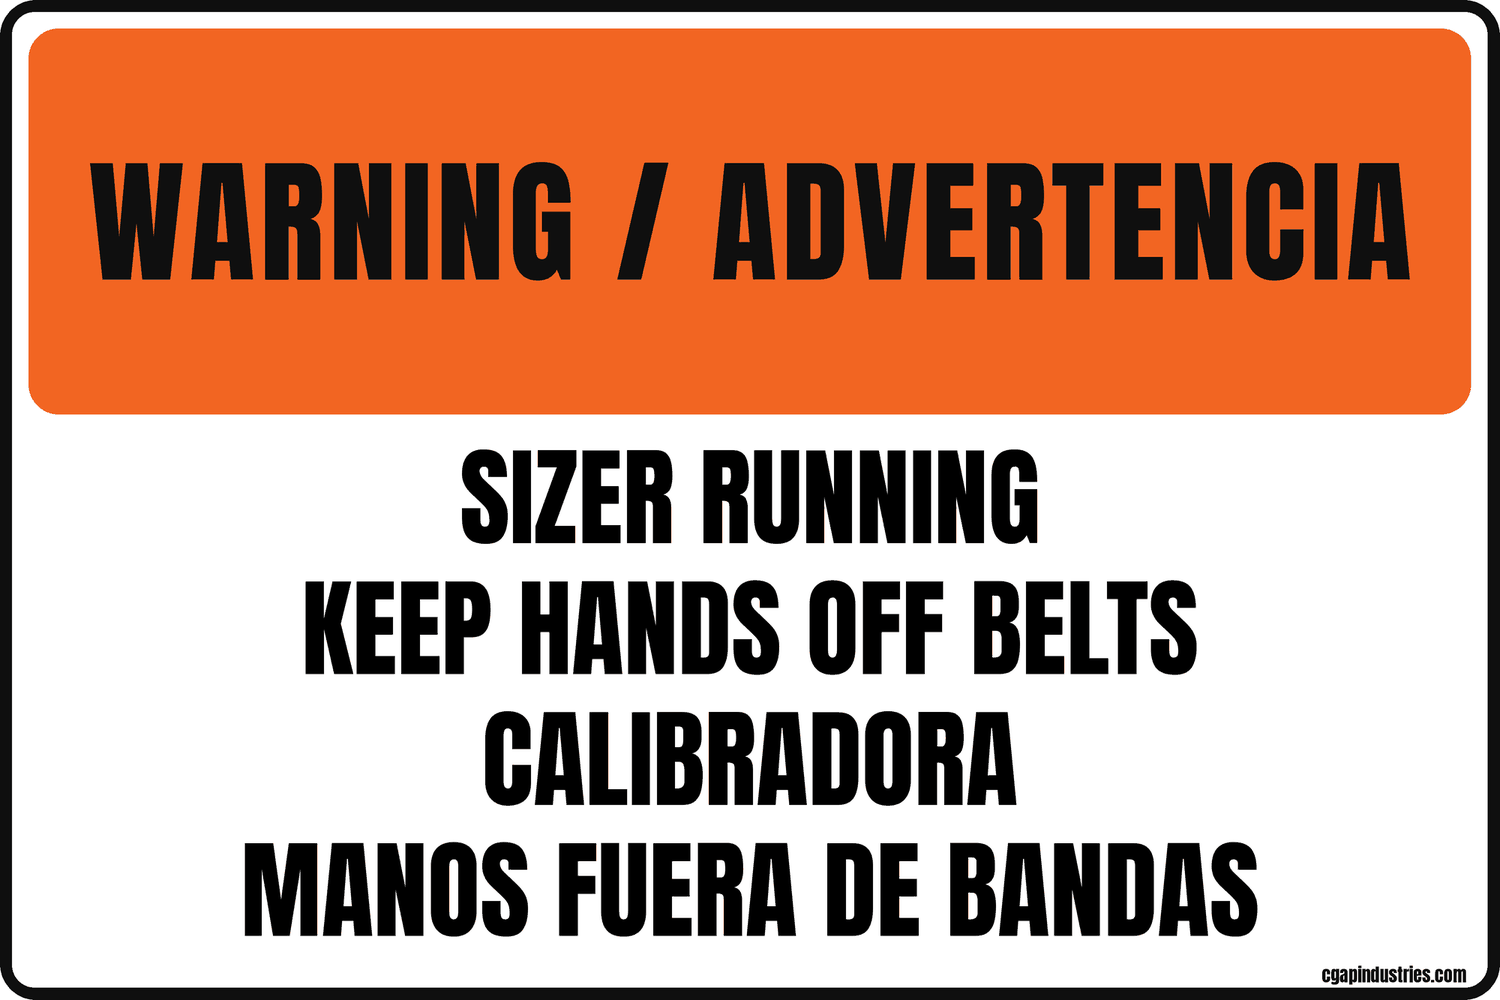 WARNING / ADVERTENCIA
SIZER RUNNING
KEEP HANDS OFF BELTS
CALIBRADORA
MANOS FUERA DE BANDAS
cgapindustries.com